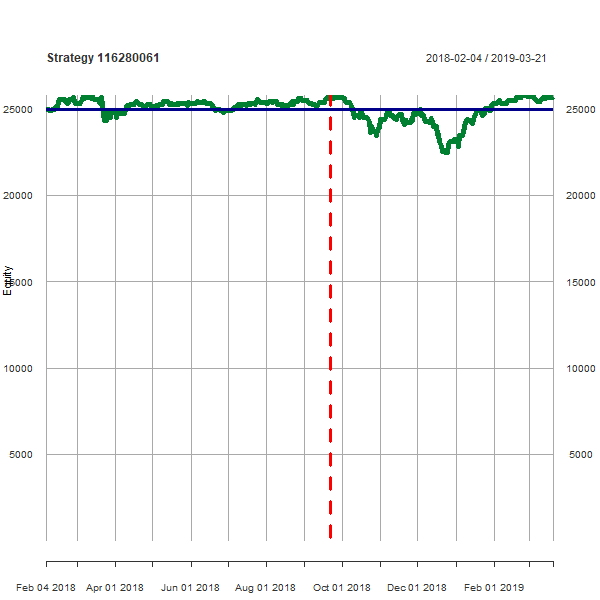 Strategy 116280061
2018-02-04 / 2019-03-21
25000 25000
20000 20000
Equity
15000 15000
10000 10000
5000 5000
Feb 04 2018 Apr 01 2018 Jun 01 2018 Aug 01 2018 Oct 01 2018 Dec 01 2018 Feb 01 2019